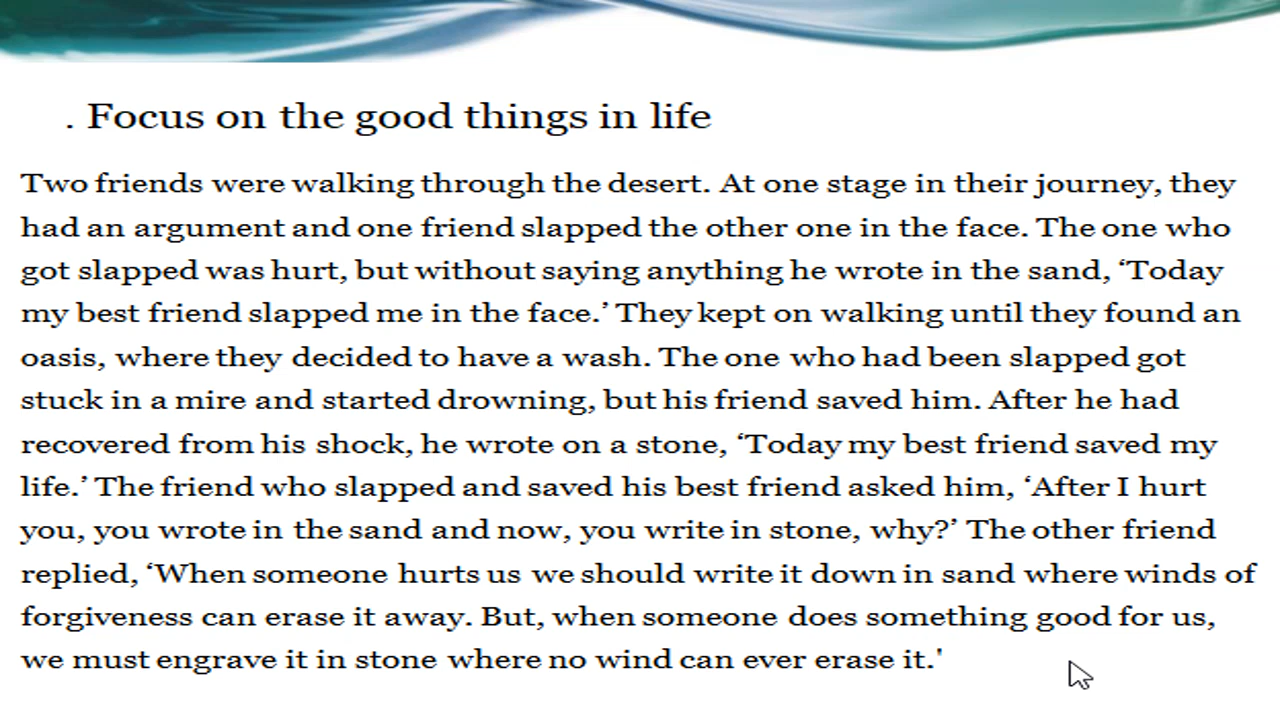 . Focus on the good things in life
Two friends were walking through the desert. At one stage in their journey, they
had an argument and one friend slapped the other one in the face. The one who
got slapped was hurt, but without saying anything he wrote in the sand, ‘Today
my best friend slapped me in the face.’ They kept on walking until they found an
oasis, where they decided to have a wash. The one who had been slapped got
stuck in a mire and started drowning, but his friend saved him. After he had
recovered from his shock, he wrote on a stone, ‘Today my best friend saved my
life.’ The friend who slapped and saved his best friend asked him, ‘After I hurt
you, you wrote in the sand and now, you write in stone, why?’ The other friend
replied, ‘When someone hurts us we should write it down in sand where winds of
forgiveness can erase it away. But, when someone does something good for us,
we must engrave it in stone where no wind can ever erase it.'